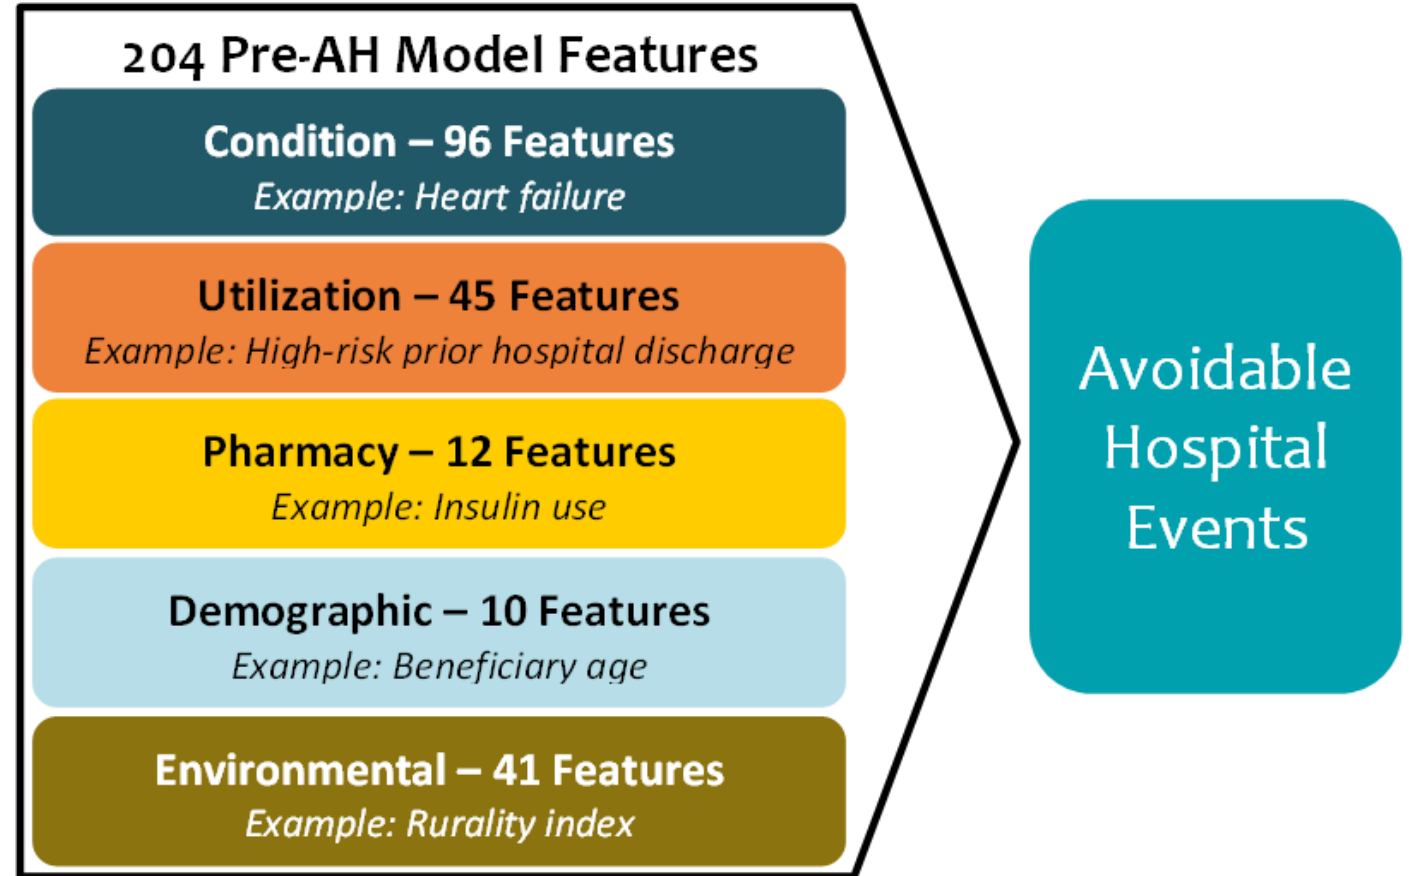 204 Pre-AH Model Features
Condition – 96 Features
Example: Heart failure
Utilization – 45 Features
Example: High-risk prior hospital discharge
Pharmacy – 12 Features
Example: Insulin use
Demographic – 10 Features
Example: Beneficiary age
Environmental – 41 Features
Example: Rurality index
Avoidable
Hospital
Events